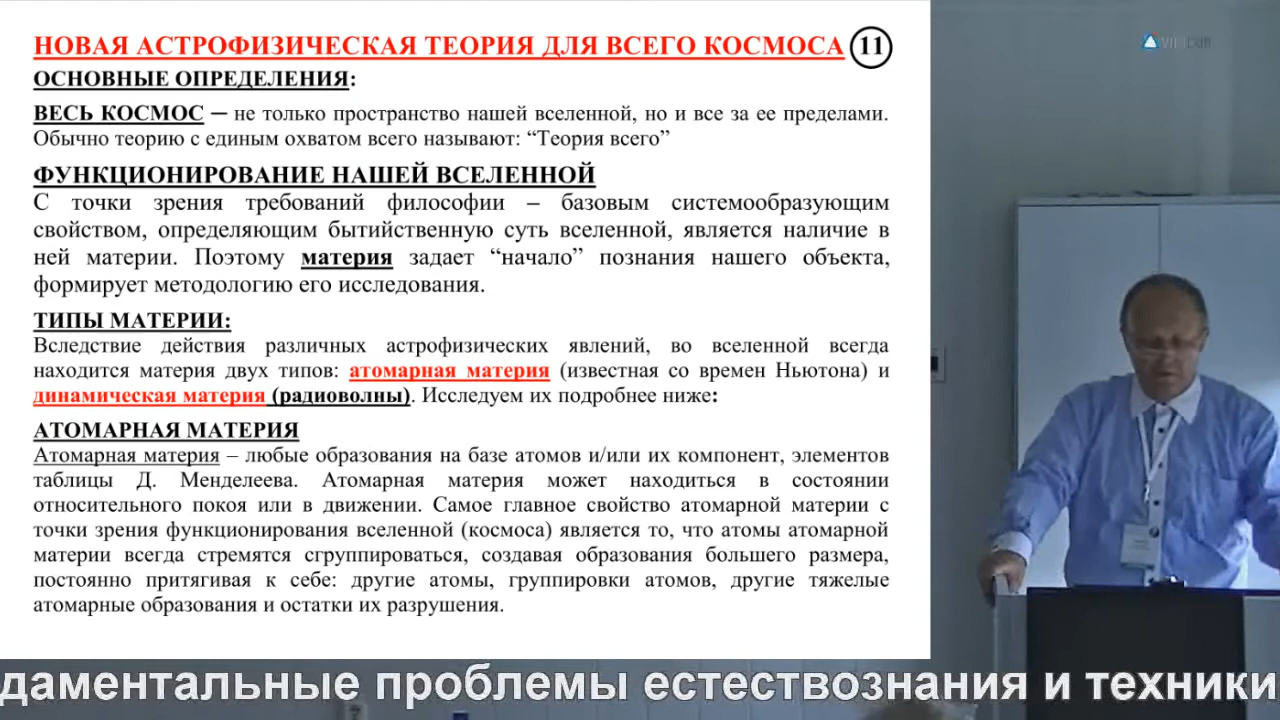 НОВАЯ АСТРОФИЗИЧЕСКАЯ ТЕОРИЯ ДЛЯ ВСЕГО КОСМОСА 11
ОСНОВНЫЕ ОПРЕДЕЛЕНИЯ:
ВЕСЬ КОСМОС — не только пространство нашей вселенной, но и все за ее пределами.
Обычно теорию с единым охватом всего называют: “Теория всего”
ФУНКЦИОНИРОВАНИЕ НАШЕЙ ВСЕЛЕННОЙ
С точки зрения требований философии – базовым системообразующим
свойством, определяющим бытийственную суть вселенной, является наличие в
ней материи. Поэтому материя задает “начало” познания нашего объекта,
формирует методологию его исследования.
ТИПЫ МАТЕРИИ:
Вследствие действия различных астрофизических явлений, во вселенной всегда
находится материя двух типов: атомарная материя (известная со времен Ньютона) и
динамическая материя (радиоволны). Исследуем их подробнее ниже:
АТОМАРНАЯ МАТЕРИЯ
Атомарная материя – любые образования на базе атомов и/или их компонент, элементов
таблицы Д. Менделеева. Атомарная материя может находиться в состоянии
относительного покоя или в движении. Самое главное свойство атомарной материи с
точки зрения функционирования вселенной (космоса) является то, что атомы атомарной
материи всегда стремятся сгруппироваться, создавая образования большего размера,
постоянно притягивая к себе: другие атомы, группировки атомов, другие тяжелые
атомарные образования и остатки их разрушения.
даментальные проблемы естествознания и техники